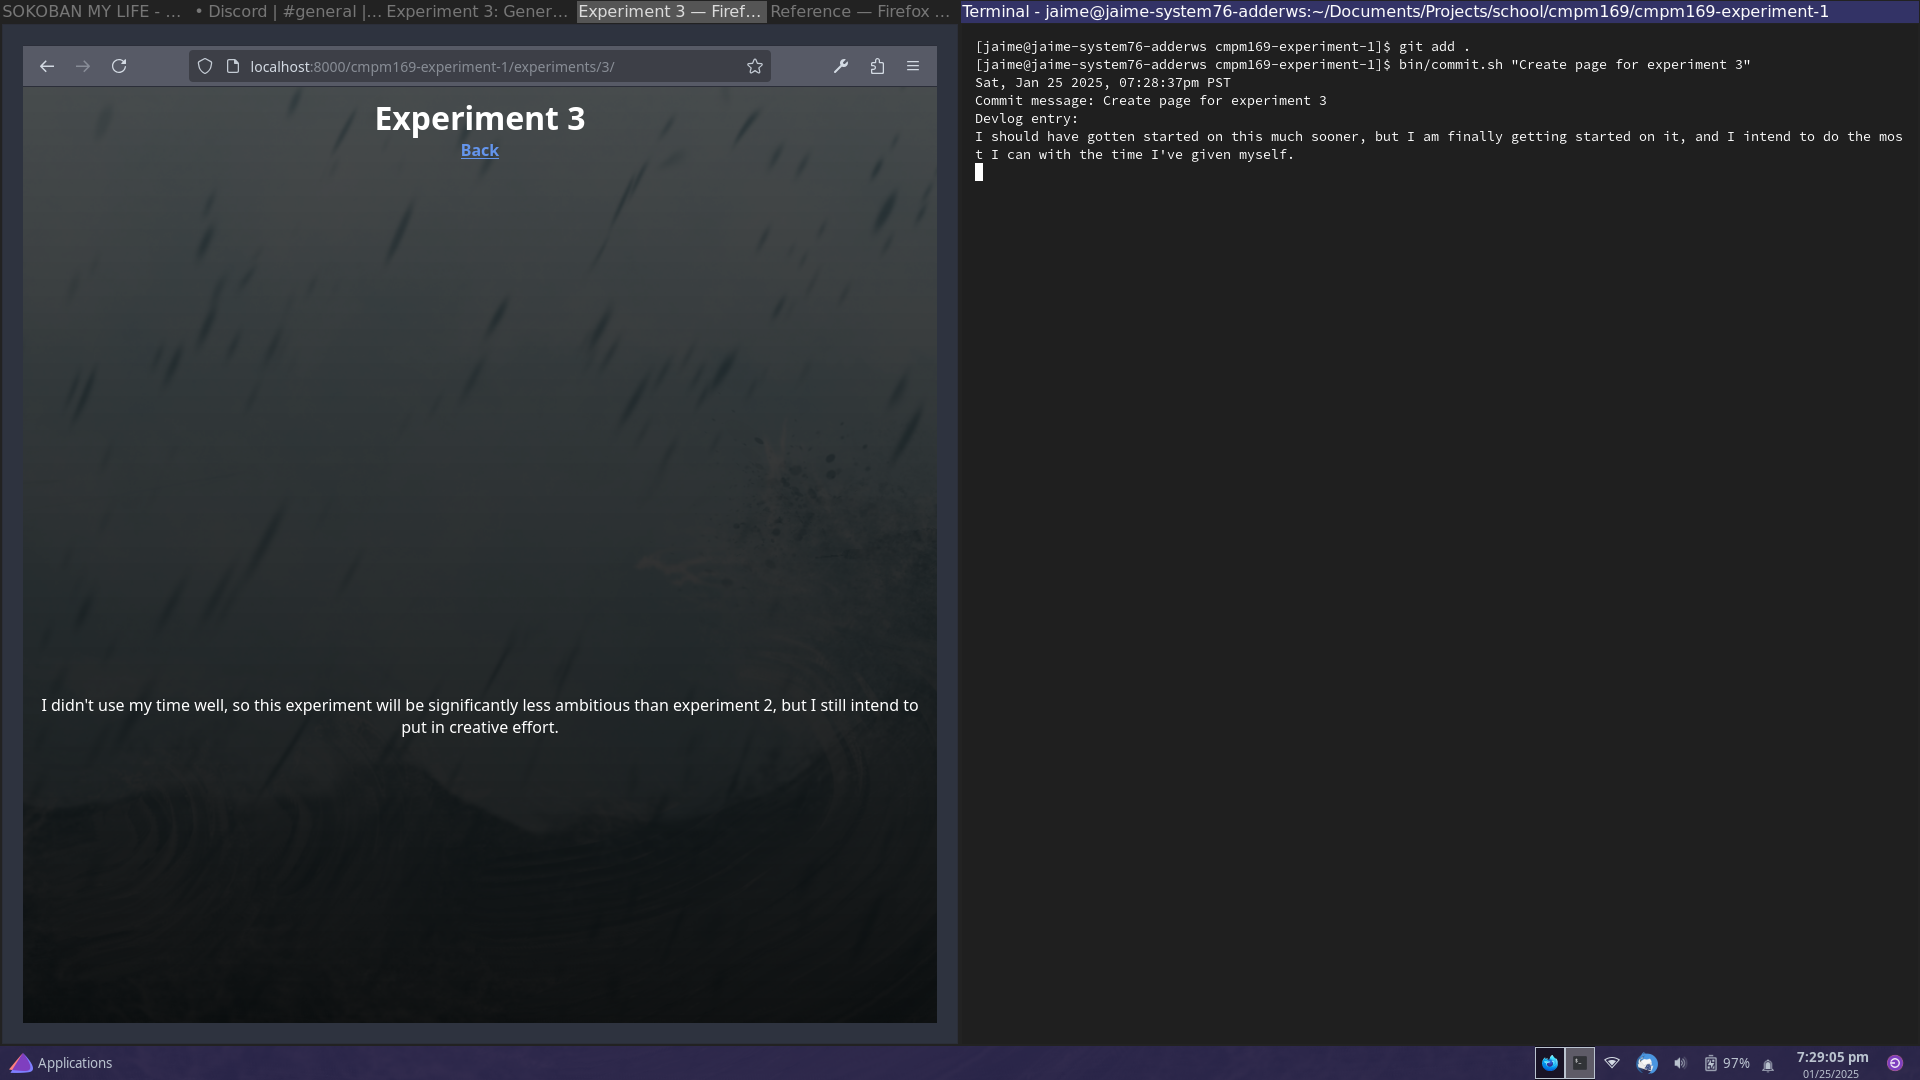 SOKOBAN MY LIFE - ...
• Discord | #general |...
Experiment 3: Gener...
Experiment 3 — Firef...
Reference — Firefox ...
Terminal - jaime@jaime-system76-adderws:~/Documents/Projects/school/cmpm169/cmpm169-experiment-1
localhost:8000/cmpm169-experiment-1/experiments/3/
Experiment 3
Back
I didn't use my time well, so this experiment will be significantly less ambitious than experiment 2, but I still intend to
put in creative effort.
[jaime@jaime-system76-adderws cmpm169-experiment-1]$ git add .
[jaime@jaime-system76-adderws cmpm169-experiment-1]$ bin/commit.sh "Create page for experiment 3"
Sat, Jan 25 2025, 07:28:37pm PST
Commit message: Create page for experiment 3
Devlog entry:
I should have gotten started on this much sooner, but I am finally getting started on it, and I intend to do the mos
t I can with the time I've given myself.
Applications
97%
7:29:05 pm
01/25/2025